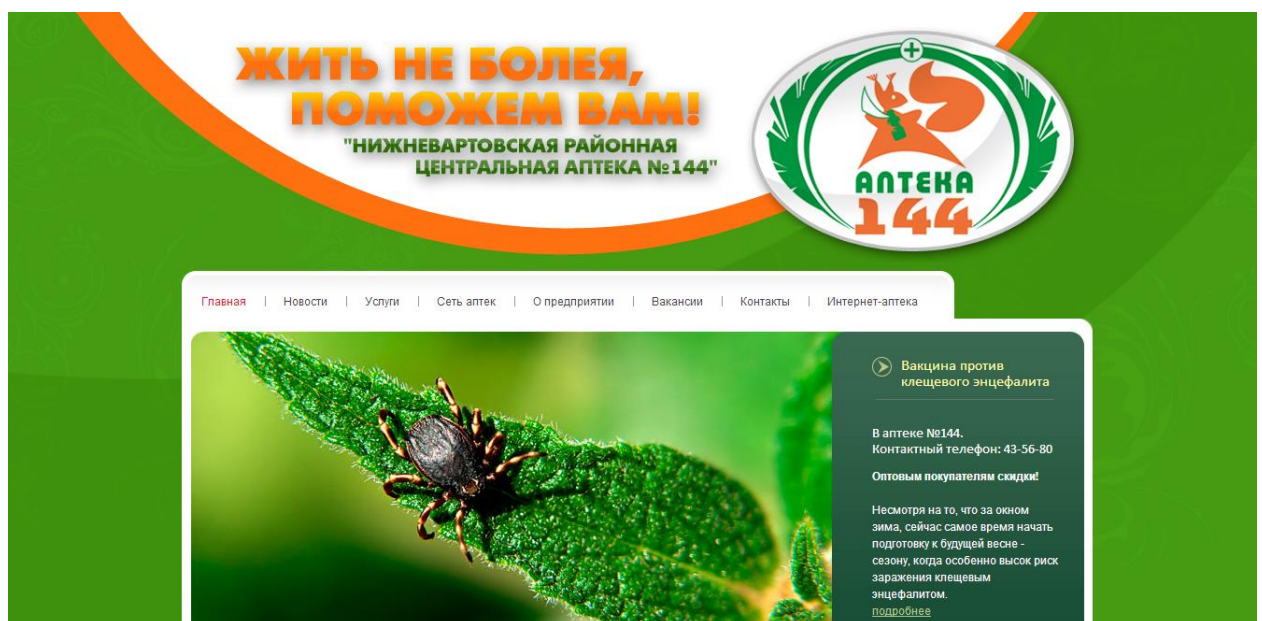 ЖИТЬ НЕ БОЛЕЯ,
ПОМОЖЕМ ВАМ!
"НИЖНЕВАРТОВСКАЯ РАЙОННАЯ
ЦЕНТРАЛЬНАЯ АПТЕКА №144"
АПТЕКА
144
Главная | Новости | Услуги | Сеть аптек | О предприятии | Вакансии | Контакты | Интернет-аптека
Вакцина против
клещевого энцефалита
В аптеке №144.
Контактный телефон: 43-56-80
Оптовым покупателям скидки!
Несмотря на то, что за окном
зима, сейчас самое время начать
подготовку к будущей весне -
сезону, когда особенно высок риск
заражения клещевым
энцефалитом.
подробнее